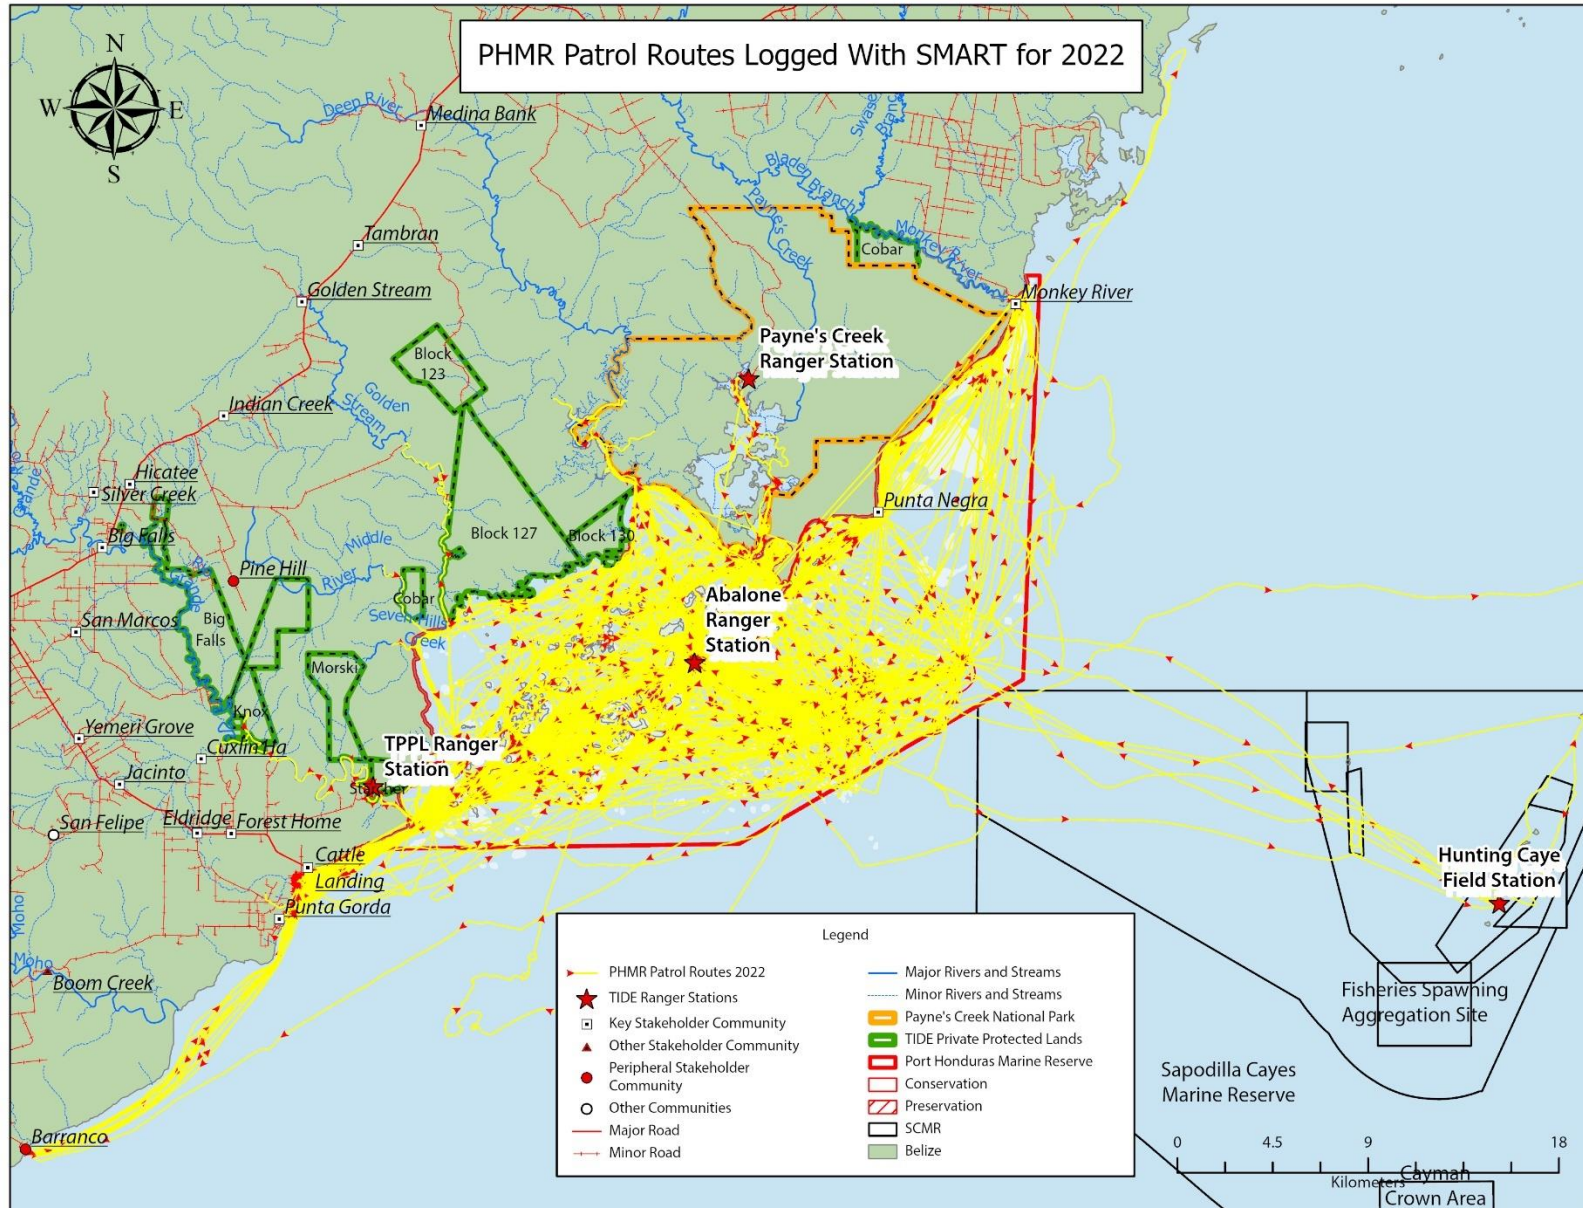 PHMR Patrol Routes Logged With SMART for 2022
N
W
E
S
Deep River
Medina Bank
Swasey
Branch
Bladen Branch
Payne's Creek
Monkey River
Cobar
Tambran
Golden Stream
Monkey River
Payne's Creek
Ranger Station
Block
123
Golden
Stream
Indian Creek
Hicatee
Silver Creek
Grande
Rio
Punta Negra
Block 127
Block 130
Big Falls
Middle
River
Pine Hill
Rio
Grande
Cobar
Abalone
Ranger
Station
San Marcos
Big
Falls
Seven Hills
Creek
Morski
Knox
Yemeri Grove
Cuxlin Ha
TPPL Ranger
Station
Jacinto
Statcher
San Felipe
Eldridge
Forest Home
Cattle
Landing
Hunting Caye
Field Station
Punta Gorda
Moho
Moho
Boom Creek
Barranco
Fisheries Spawning
Aggregation Site
Sapodilla Cayes
Marine Reserve
Legend
PHMR Patrol Routes 2022
TIDE Ranger Stations
Key Stakeholder Community
Other Stakeholder Community
Peripheral Stakeholder
Community
Other Communities
Major Road
Minor Road
Major Rivers and Streams
Minor Rivers and Streams
Payne's Creek National Park
TIDE Private Protected Lands
Port Honduras Marine Reserve
Conservation
Preservation
SCMR
Belize
0 4.5 9 18
Kilometers
Cayman
Crown Area